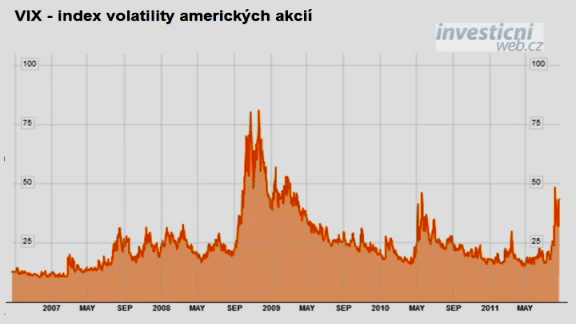 VIX - index volatility amerických akcií
investicni
web.cz
100 100
75 75
50 50
25 25
2007 MAY SEP 2008 MAY SEP 2009 MAY SEP 2010 MAY SEP 2011 MAY